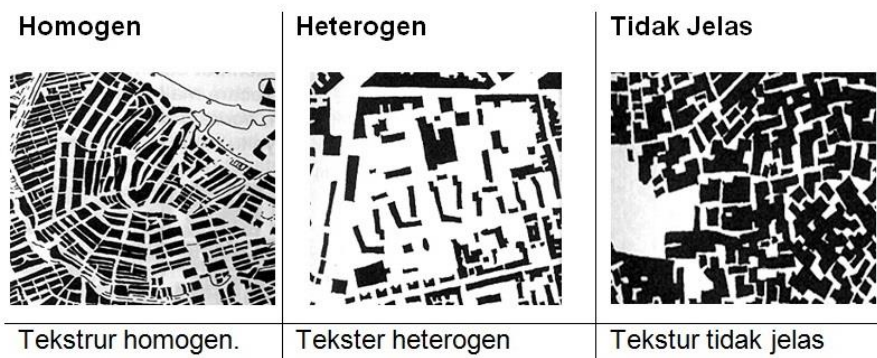 Homogen
Heterogen
Tidak Jelas
Tekstrur homogen.
Tekster heterogen
Tekstur tidak jelas